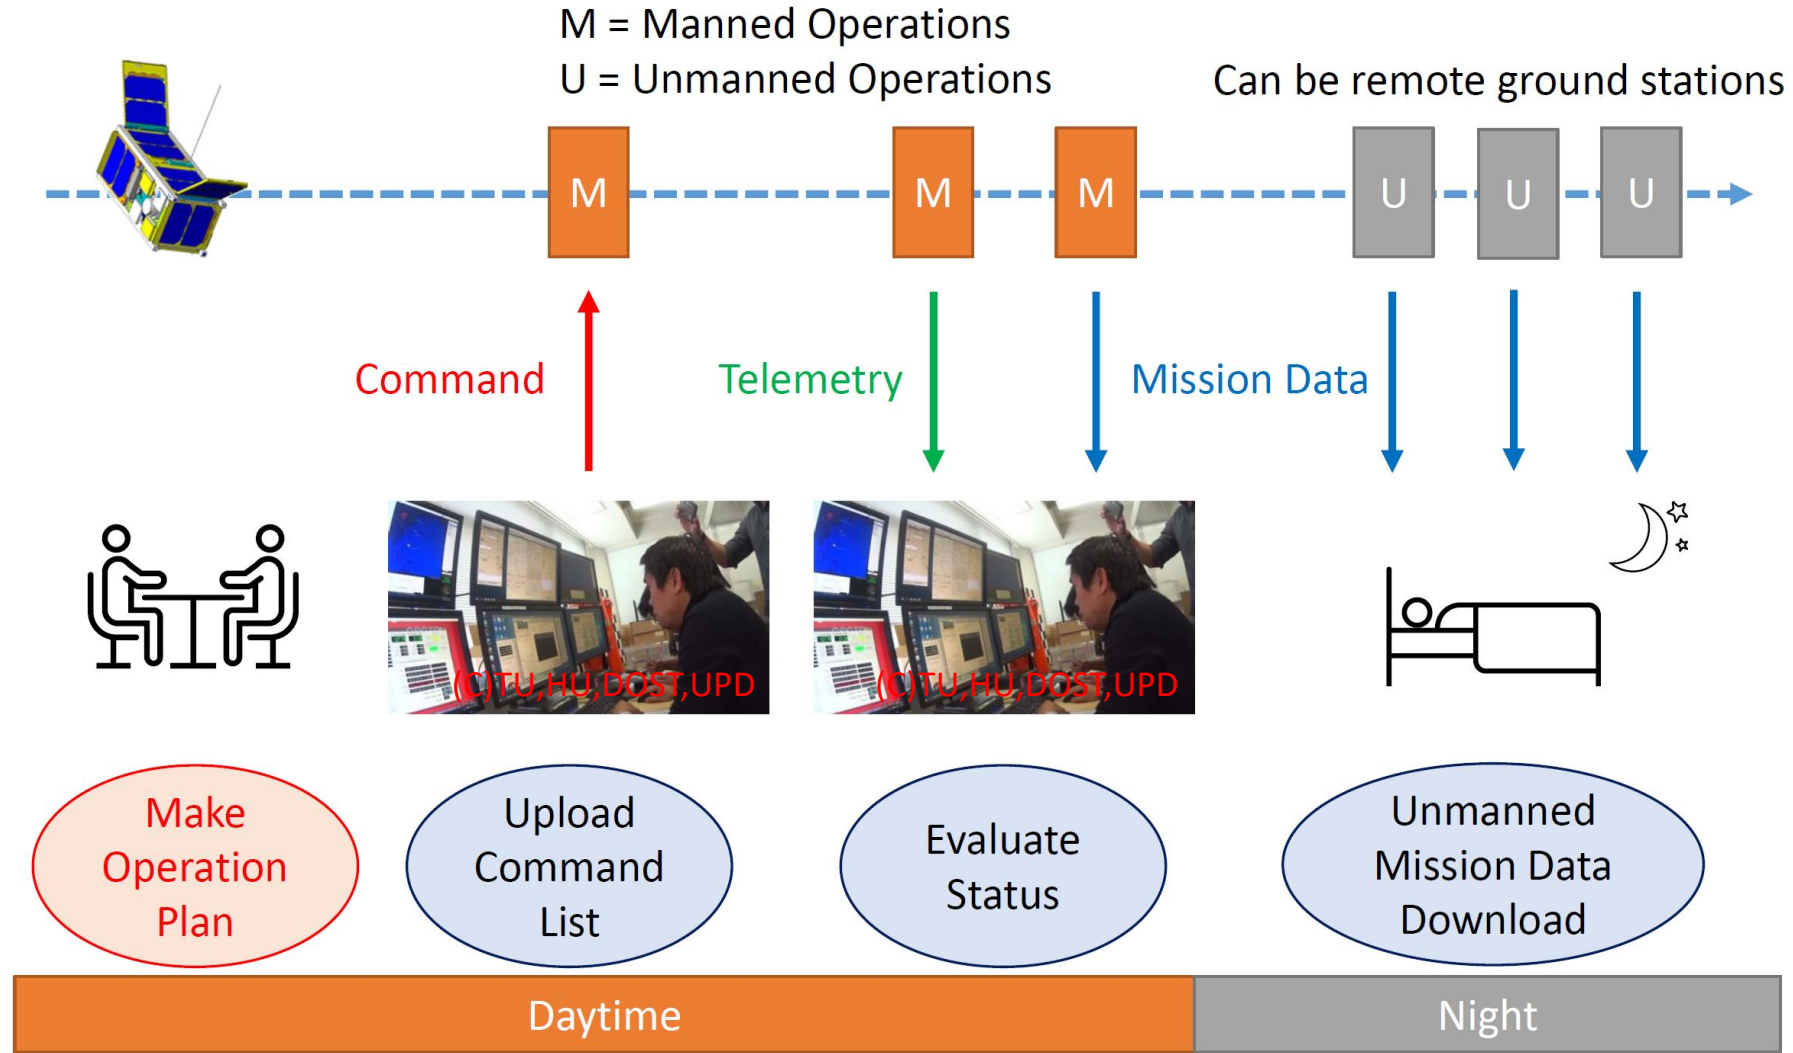 M = Manned Operations
U = Unmanned Operations
Can be remote ground stations
M
M
M
U
U
U
Command
Telemetry
Mission Data
(C)TU,HU,DOST,UPD
(C)TU,HU,DOST,UPD
Make
Operation
Plan
Upload
Command
List
Evaluate
Status
Unmanned
Mission Data
Download
Daytime
Night